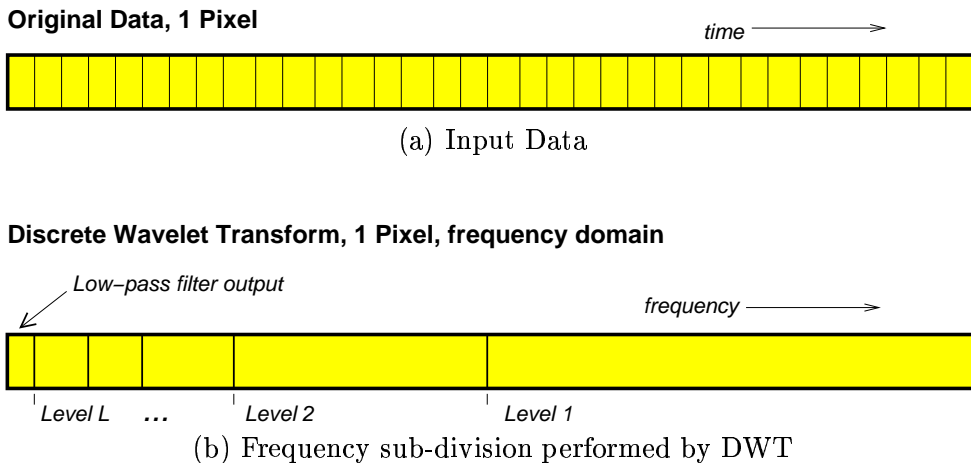 Original Data, 1 Pixel
time
(a) Input Data
Discrete Wavelet Transform, 1 Pixel, frequency domain
Low−pass filter output
frequency
Level L ... Level 2 Level 1
(b) Frequency sub-division performed by DWT